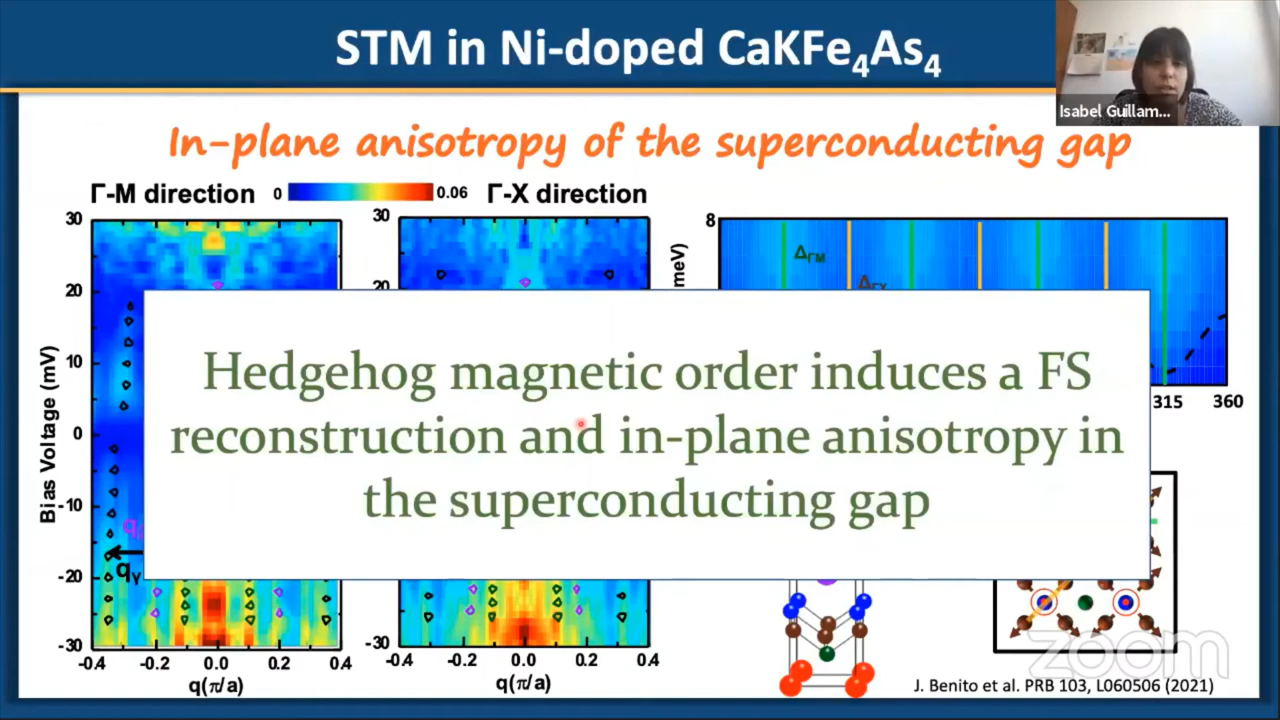 STM in Ni-doped CaKFe₄As₄
Isabel Guillam...
In-plane anisotropy of the superconducting gap
Γ-M direction 0 0.06 Γ-X direction
30
20
10
0
-10
-20
-30
Bias Voltage (mV)
-0.4 -0.2 0.0 0.2 0.4
q(π/a)
30
20
-30
-0.4 -0.2 0.0 0.2 0.4
q(π/a)
8
meV)
Δ_ΓM
Δ_ΓX
315 360
Hedgehog magnetic order induces a FS
reconstruction and in-plane anisotropy in
the superconducting gap
qᵧ
zoom
J. Benito et al. PRB 103, L060506 (2021)